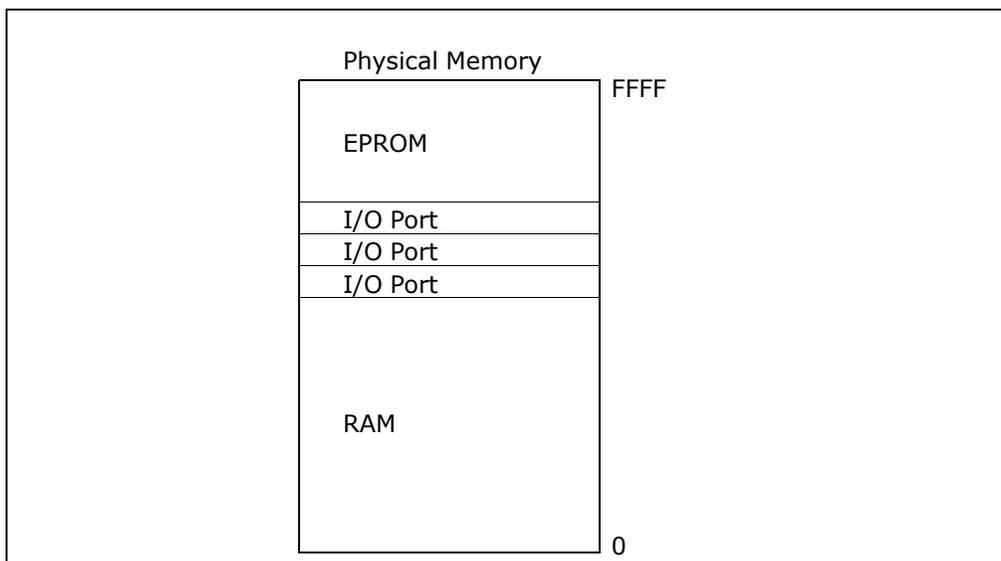 Physical Memory
FFFF
EPROM
I/O Port
I/O Port
I/O Port
RAM
0